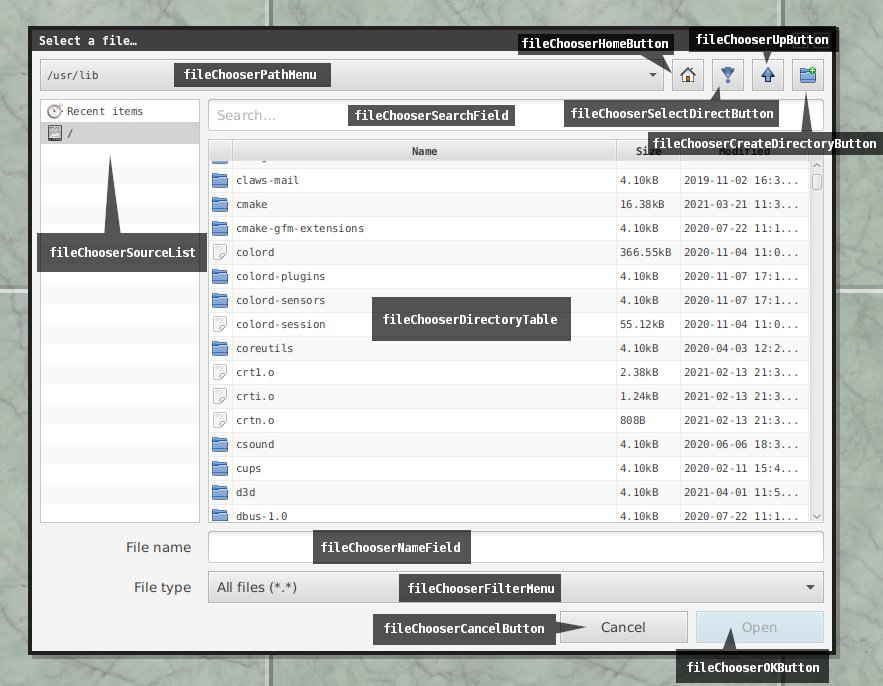 Select a file…
fileChooserHomeButton
fileChooserUpButton
/usr/lib
fileChooserPathMenu
Recent items
/
Search...
fileChooserSearchField
fileChooserSelectDirectButton
fileChooserCreateDirectoryButton
Name
Size
Modified
claws-mail 4.10kB 2019-11-02 16:3...
cmake 16.38kB 2021-03-21 11:3...
cmake-gfm-extensions 4.10kB 2020-07-22 11:1...
colord 366.55kB 2020-11-04 11:0...
fileChooserSourceList
colord-plugins 4.10kB 2020-11-07 17:1...
colord-sensors 4.10kB 2020-11-07 17:1...
fileChooserDirectoryTable
colord-session 55.12kB 2020-11-04 11:0...
coreutils 4.10kB 2020-04-03 12:2...
crt1.o 2.38kB 2021-02-13 21:3...
crti.o 1.24kB 2021-02-13 21:3...
crtn.o 808B 2021-02-13 21:3...
csound 4.10kB 2020-06-06 18:3...
cups 4.10kB 2020-02-11 15:4...
d3d 4.10kB 2021-04-01 11:5...
dbus-1.0 4.10kB 2020-07-22 11:1...
File name
fileChooserNameField
File type
All files (*.*)
fileChooserFilterMenu
fileChooserCancelButton
Cancel
Open
fileChooserOKButton